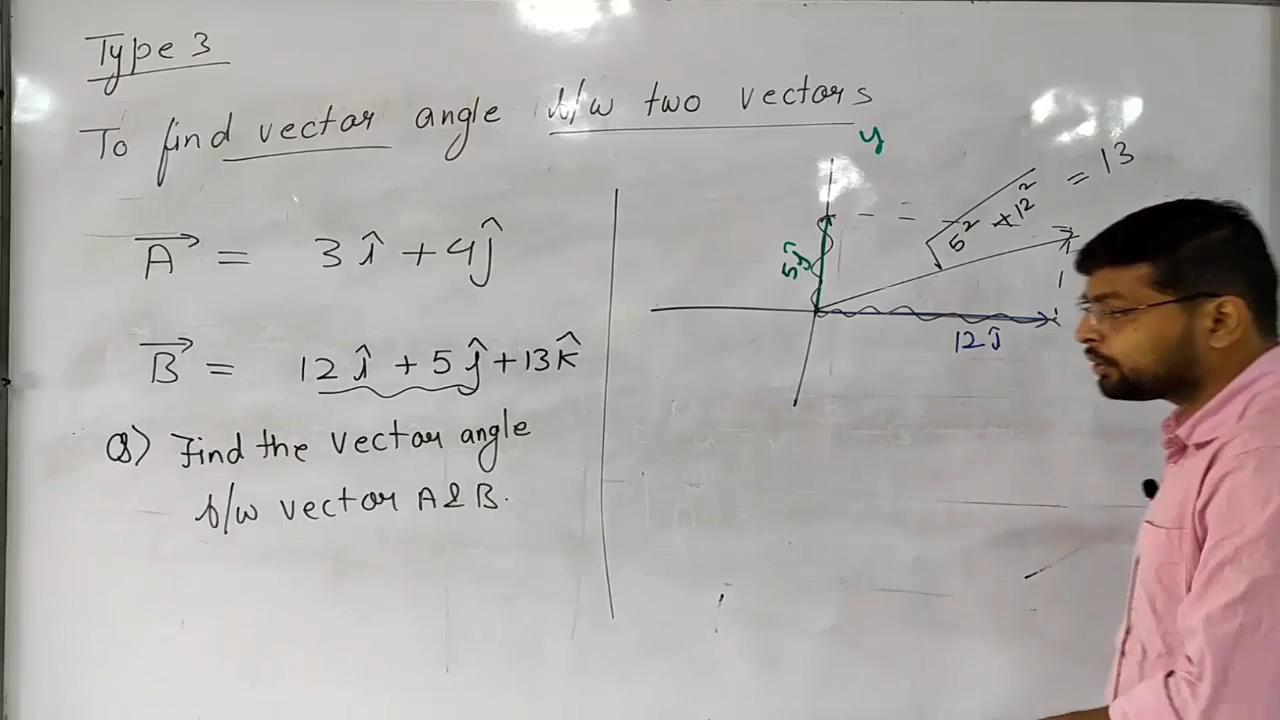 Type 3
To find vector angle b/w two vectors
A = 3î + 4ĵ
B = 12î + 5ĵ + 13k̂
Q) Find the vector angle
b/w vector A & B.
y
√5² + 12² = 13
5ĵ
12ĵ